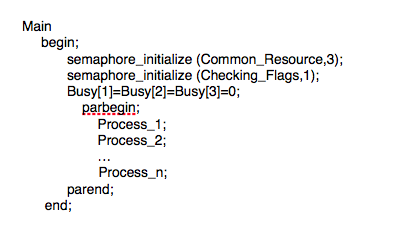 Main
begin;
semaphore_initialize (Common_Resource,3);
semaphore_initialize (Checking_Flags,1);
Busy[1]=Busy[2]=Busy[3]=0;
parbegin;
Process_1;
Process_2;
...
Process_n;
parend;
end;